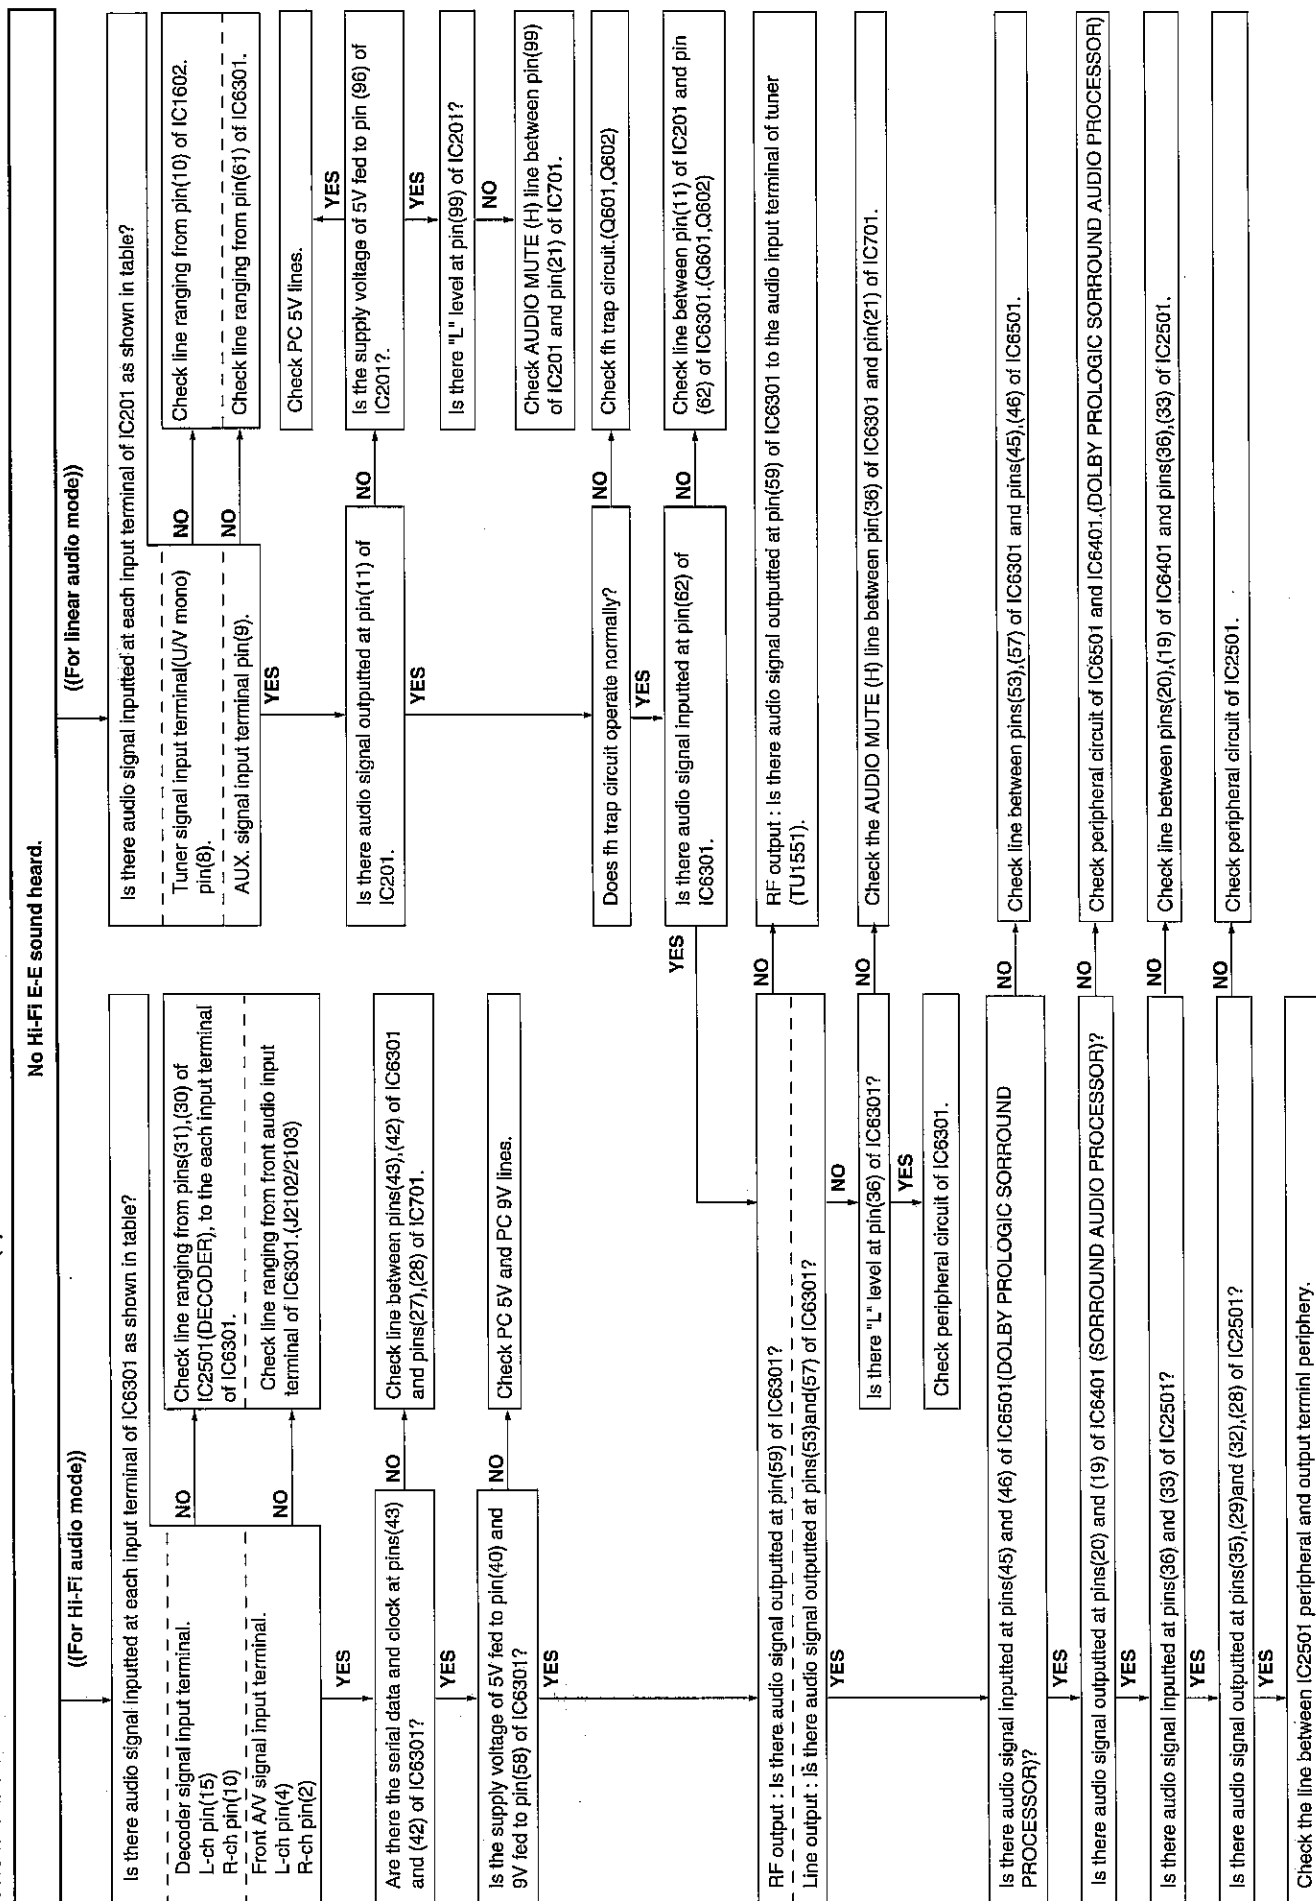 No Hi-Fi E-E sound heard.
((For Hi-Fi audio mode))
Is there audio signal inputted at each input terminal of IC6301 as shown in table?
Decoder signal input terminal.
L-ch pin(15)
R-ch pin(10)
NO
Check line ranging from pins(31),(30) of
IC2501(DECODER), to the each input terminal
of IC6301.
Front A/V signal input terminal.
L-ch pin(4)
R-ch pin(2)
NO
Check line ranging from front audio input
terminal of IC6301.(J2102/2103)
YES
Are there the serial data and clock at pins(43)
and (42) of IC6301?
NO
Check line between pins(43),(42) of IC6301
and pins(27),(28) of IC701.
YES
Is the supply voltage of 5V fed to pin(40) and
9V fed to pin(58) of IC6301?
NO
Check PC 5V and PC 9V lines.
YES
((For linear audio mode))
Is there audio signal inputted at each input terminal of IC201 as shown in table?
Tuner signal input terminal(U/V mono)
pin(8).
NO
Check line ranging from pin(10) of IC1602.
AUX. signal input terminal pin(9).
NO
Check line ranging from pin(61) of IC6301.
YES
Check PC 5V lines.
YES
Is there audio signal outputted at pin(11) of
IC201.
NO
Is the supply voltage of 5V fed to pin (96) of
IC201?.
YES
Is there "L" level at pin(99) of IC201?
NO
Check AUDIO MUTE (H) line between pin(99)
of IC201 and pin(21) of IC701.
YES
Does fh trap circuit operate normally?
NO
Check fh trap circuit.(Q601,Q602)
YES
Is there audio signal inputted at pin(62) of
IC6301.
NO
Check line between pin(11) of IC201 and pin
(62) of IC6301.(Q601,Q602)
YES
RF output : Is there audio signal outputted at pin(59) of IC6301?
NO
RF output : Is there audio signal outputted at pin(59) of IC6301 to the audio input terminal of tuner
(TU1551).
Line output : Is there audio signal outputted at pins(53)and(57) of IC6301?
NO
Is there "L" level at pin(36) of IC6301?
NO
Check the AUDIO MUTE (H) line between pin(36) of IC6301 and pin(21) of IC701.
YES
Check peripheral circuit of IC6301.
YES
Is there audio signal inputted at pins(45) and (46) of IC6501(DOLBY PROLOGIC SORROUND
PROCESSOR)?
NO
Check line between pins(53),(57) of IC6301 and pins(45),(46) of IC6501.
YES
Is there audio signal outputted at pins(20) and (19) of IC6401 (SORROUND AUDIO PROCESSOR)?
NO
Check peripheral circuit of IC6501 and IC6401.(DOLBY PROLOGIC SORROUND AUDIO PROCESSOR)
YES
Is there audio signal inputted at pins(36) and (33) of IC2501?
NO
Check line between pins(20),(19) of IC6401 and pins(36),(33) of IC2501.
YES
Is there audio signal outputted at pins(35),(29)and (32),(28) of IC2501?
NO
Check peripheral circuit of IC2501.
YES
Check the line between IC2501 peripheral and output terminl periphery.